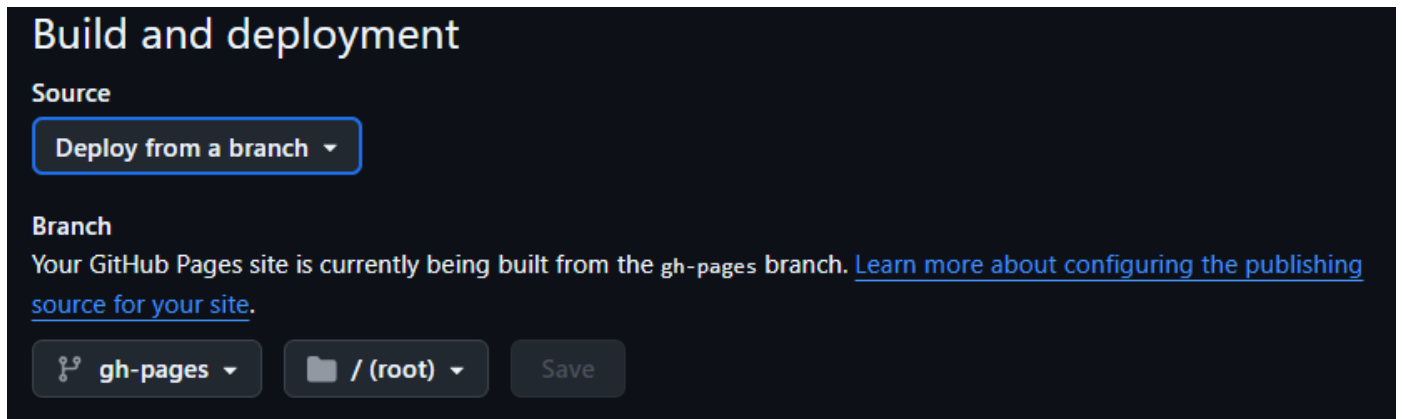 Build and deployment
Source
Deploy from a branch
Branch
Your GitHub Pages site is currently being built from the gh-pages branch. Learn more about configuring the publishing
source for your site.
gh-pages / (root) Save